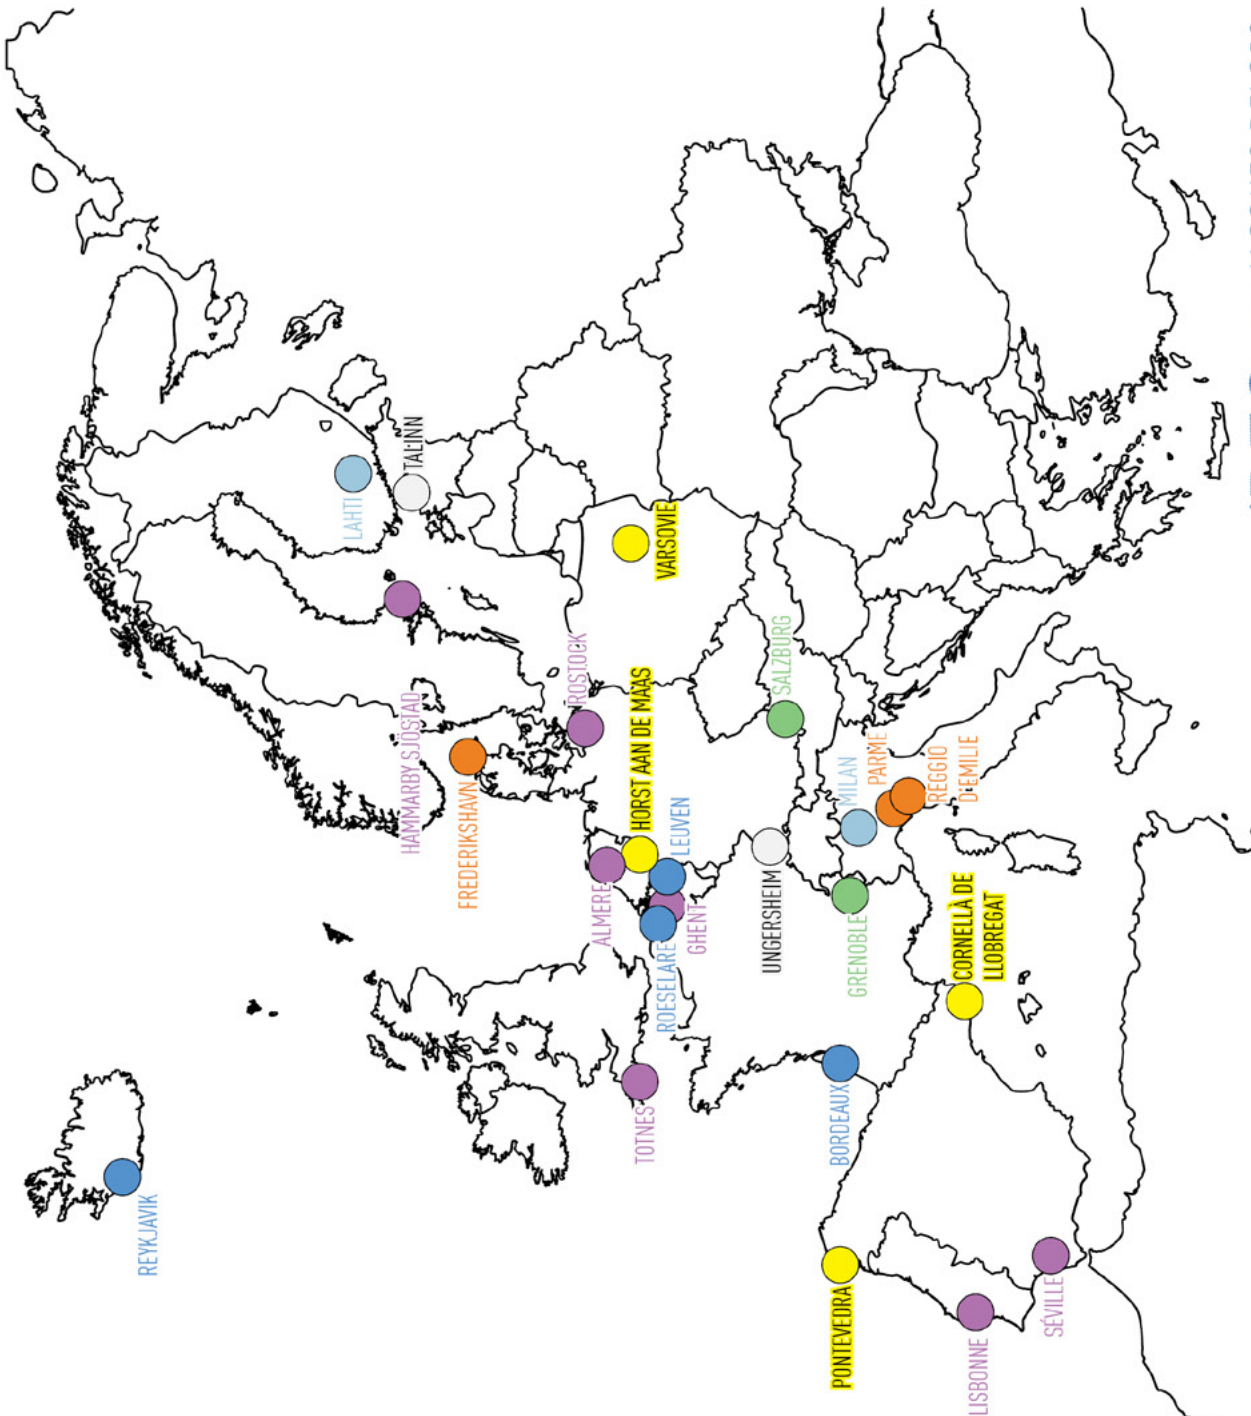 REYKJAVIK
LAHTI
TALINN
HAMMARBY SJÖSTAD
FREDERIKSHAVN
ROSTOCK
VARSOVIE
HORST AAN DE MAAS
ALMERE
LEUVEN
GHENT
ROESELARE
TOTNES
SALZBURG
UNGERSHEIM
MILAN
PARME
REGGIO
D'EMILIE
GRENOBLE
BORDEAUX
CORNELLÀ DE
LLOBREGAT
PONTEVEDRA
LISBONNE
SÉVILLE